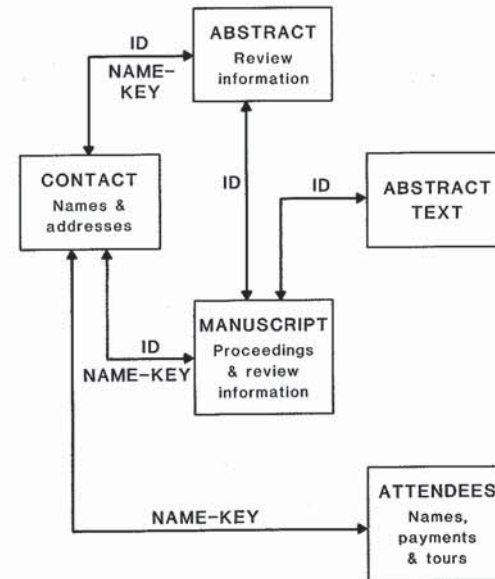 ABSTRACT
Review
information
ID
NAME-
KEY
CONTACT
Names &
addresses
ID
ID
ABSTRACT
TEXT
MANUSCRIPT
Proceedings
& review
information
ID
NAME-KEY
ATTENDEES
Names,
payments
& tours
NAME-KEY